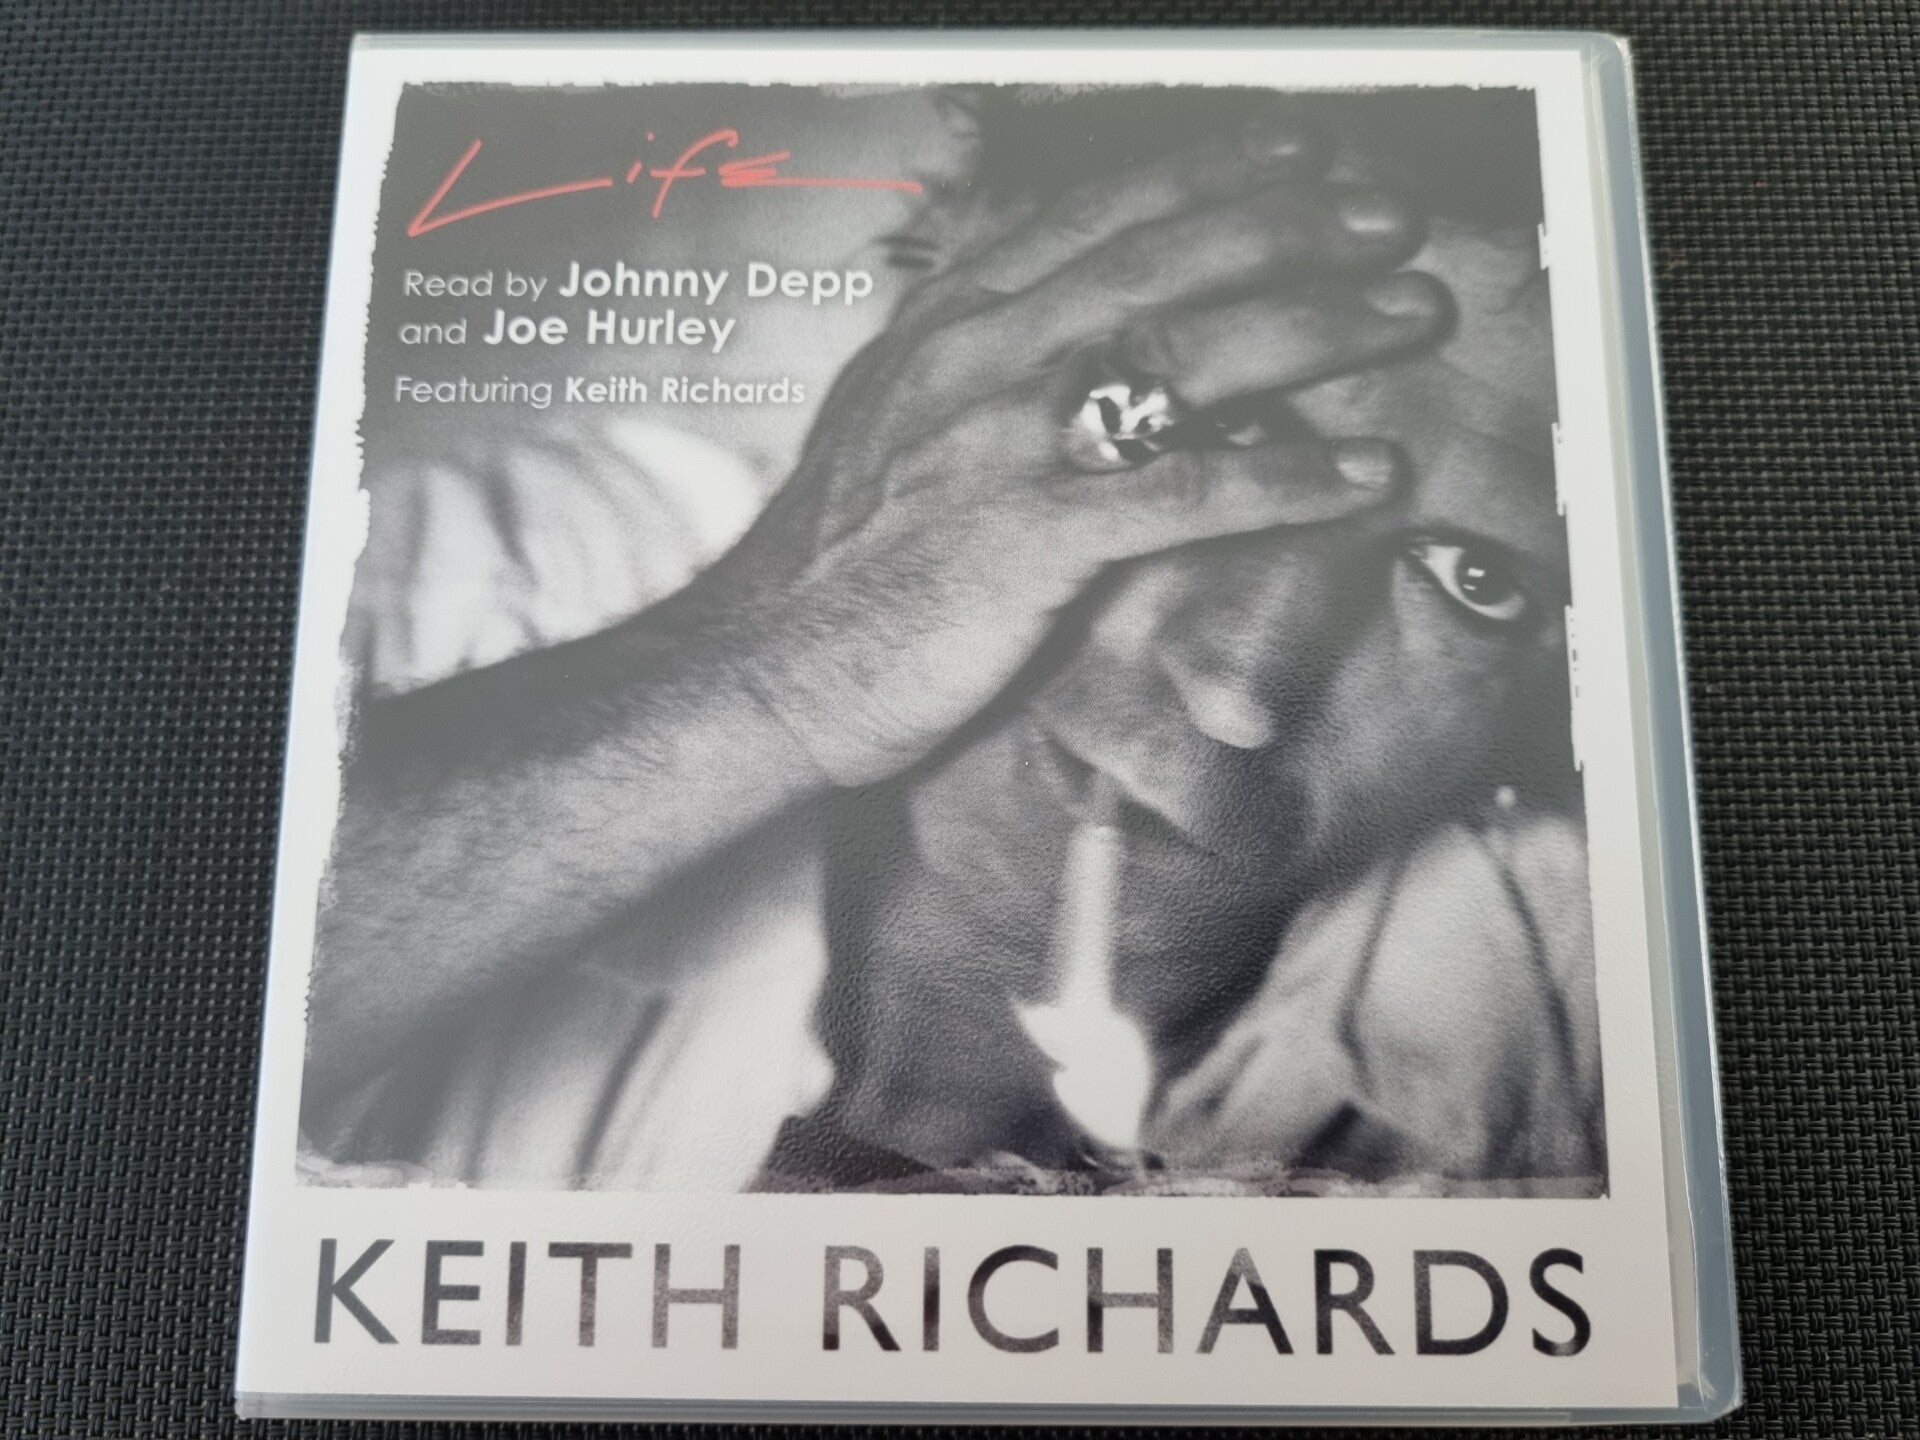 Life
Read by Johnny Depp
and Joe Hurley
Featuring Keith Richards
KEITH RICHARDS